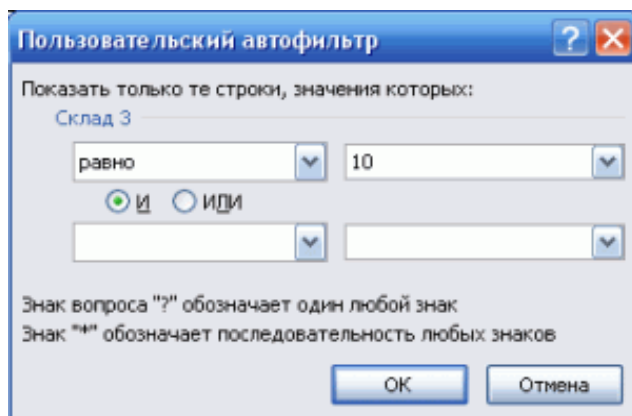 Пользовательский автофильтр
Показать только те строки, значения которых:
Склад 3
равно 10
И ИЛИ
Знак вопроса "?" обозначает один любой знак
Знак "*" обозначает последовательность любых знаков
ОК Отмена